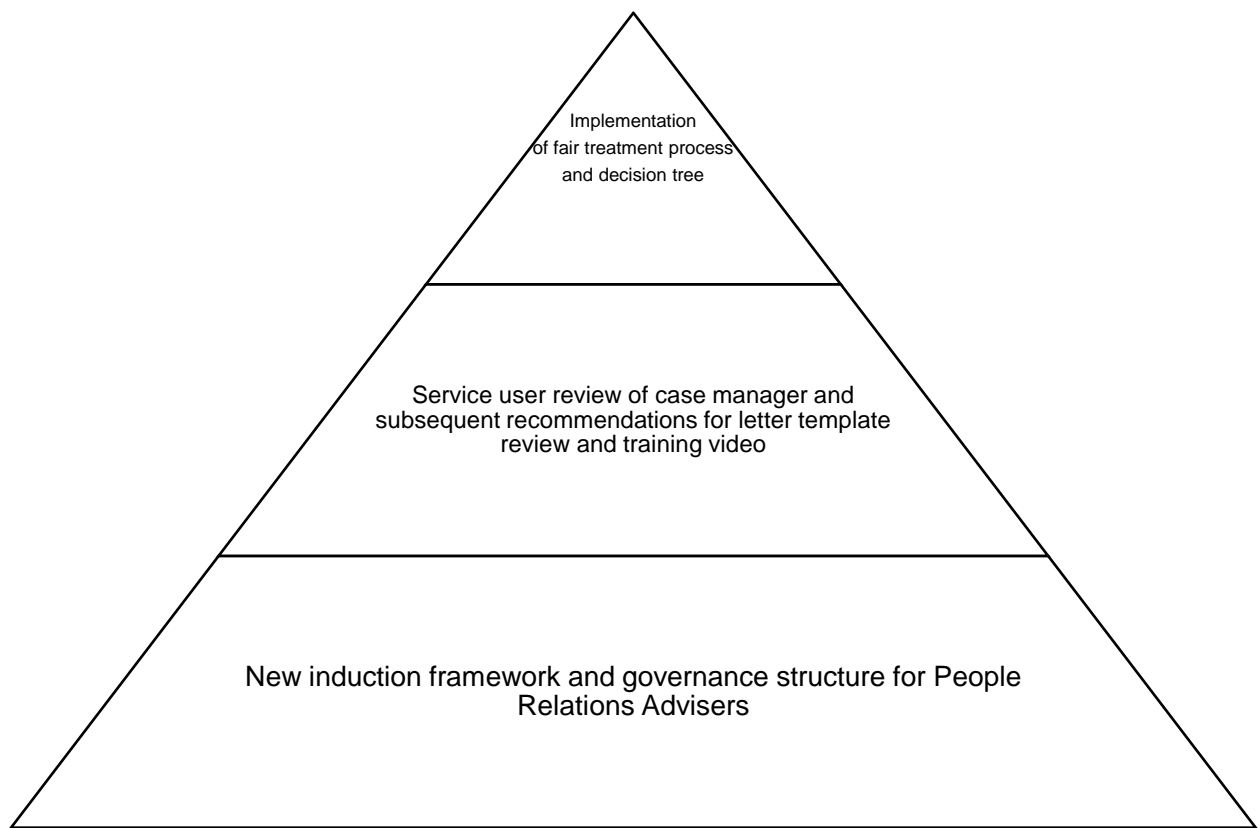 Implementation
of fair treatment process
and decision tree
Service user review of case manager and
subsequent recommendations for letter template
review and training video
New induction framework and governance structure for People
Relations Advisers